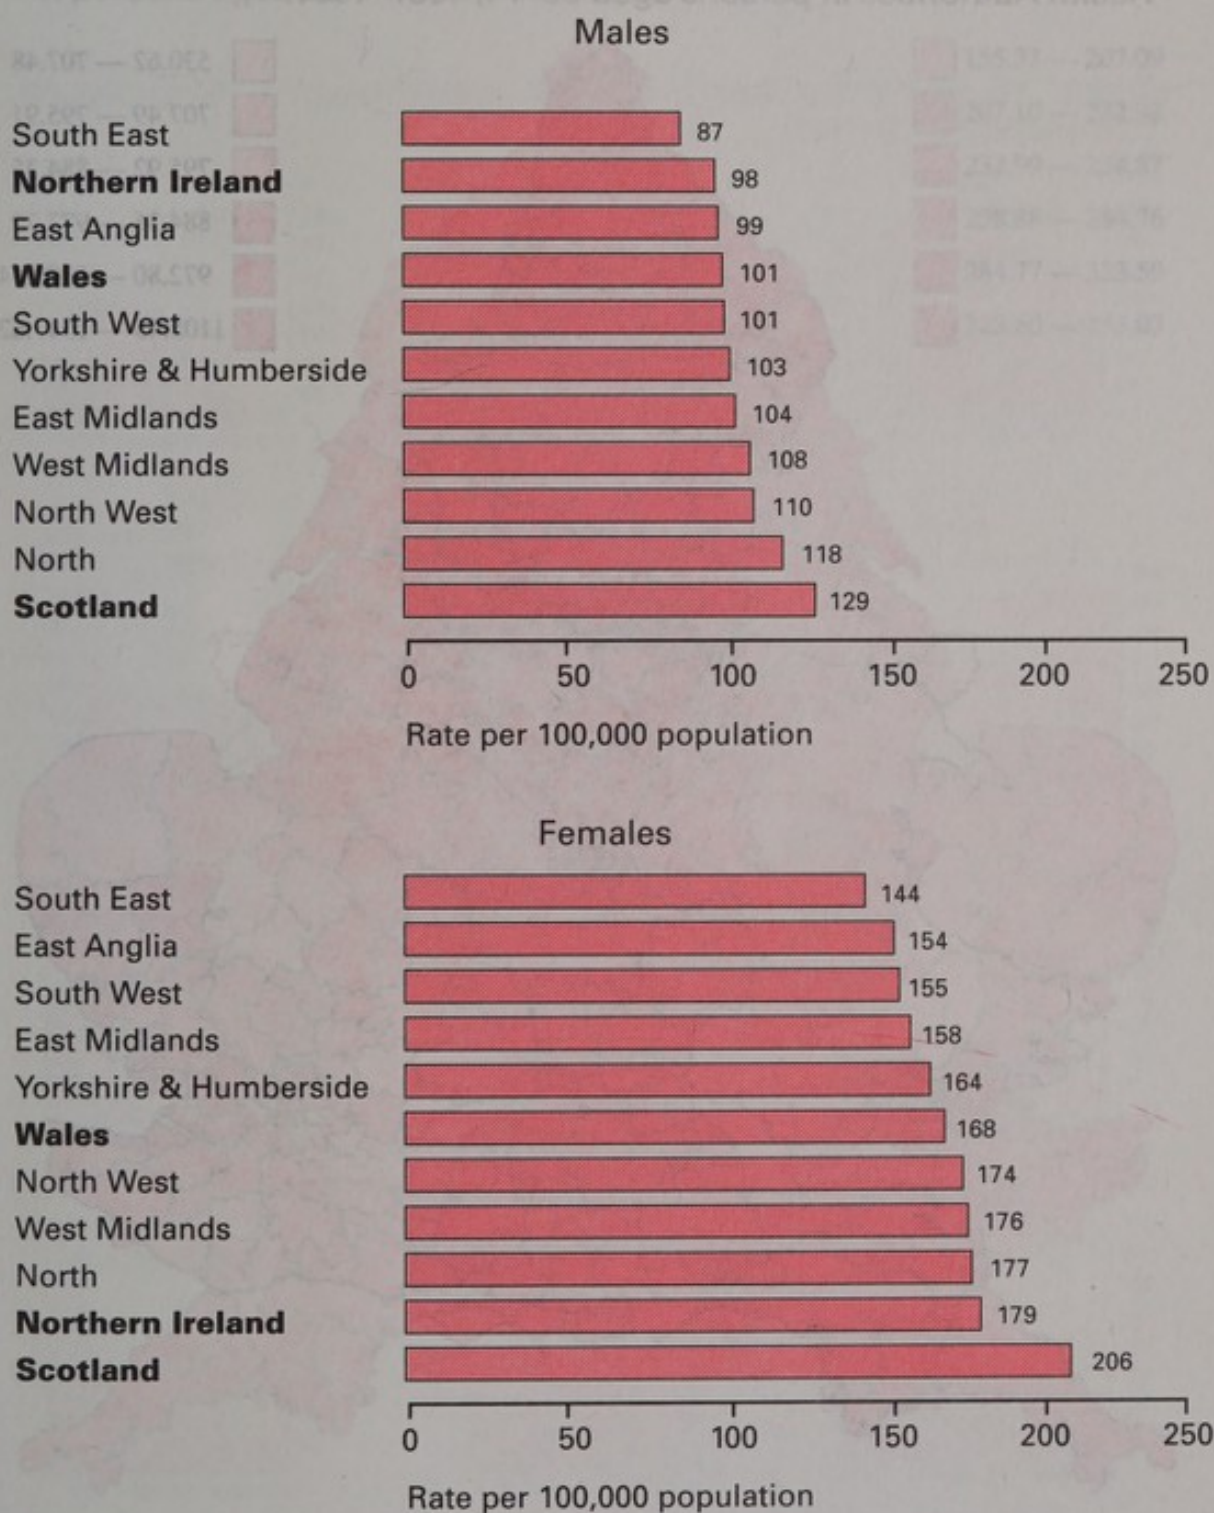 Males
South East 87
Northern Ireland 98
East Anglia 99
Wales 101
South West 101
Yorkshire & Humberside 103
East Midlands 104
West Midlands 108
North West 110
North 118
Scotland 129
0 50 100 150 200 250
Rate per 100,000 population
Females
South East 144
East Anglia 154
South West 155
East Midlands 158
Yorkshire & Humberside 164
Wales 168
North West 174
West Midlands 176
North 177
Northern Ireland 179
Scotland 206
0 50 100 150 200 250
Rate per 100,000 population